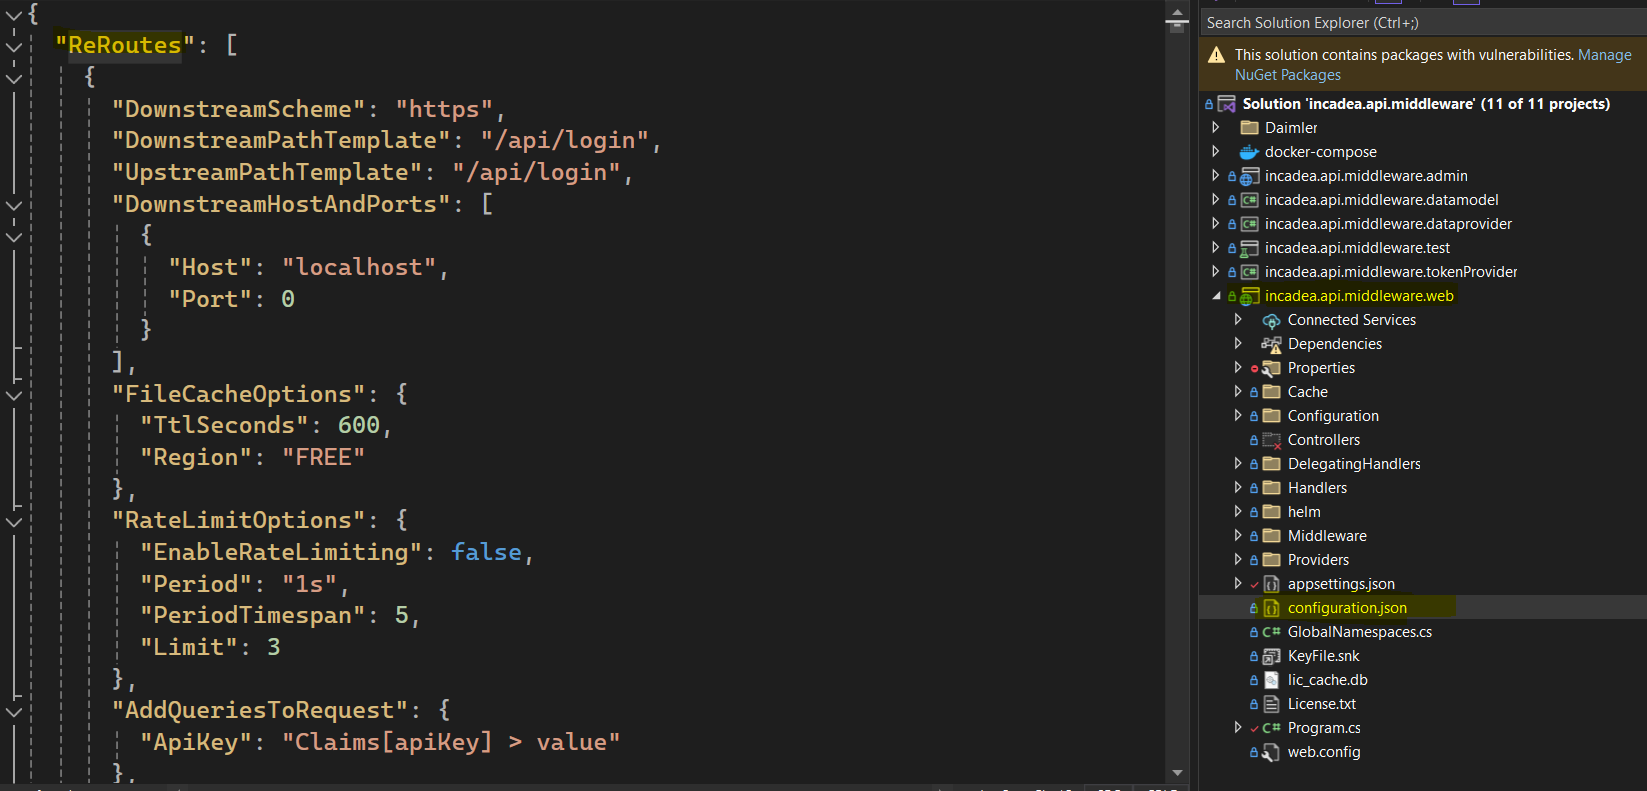 {
"ReRoutes": [
{
"DownstreamScheme": "https",
"DownstreamPathTemplate": "/api/login",
"UpstreamPathTemplate": "/api/login",
"DownstreamHostAndPorts": [
{
"Host": "localhost",
"Port": 0
}
],
"FileCacheOptions": {
"TtlSeconds": 600,
"Region": "FREE"
},
"RateLimitOptions": {
"EnableRateLimiting": false,
"Period": "1s",
"PeriodTimespan": 5,
"Limit": 3
},
"AddQueriesToRequest": {
"ApiKey": "Claims[apiKey] > value"
},
Search Solution Explorer (Ctrl+;)
This solution contains packages with vulnerabilities. Manage
NuGet Packages
Solution 'incadea.api.middleware' (11 of 11 projects)
Daimler
docker-compose
incadea.api.middleware.admin
C# incadea.api.middleware.datamodel
C# incadea.api.middleware.dataprovider
incadea.api.middleware.test
C# incadea.api.middleware.tokenProvider
incadea.api.middleware.web
Connected Services
Dependencies
Properties
Cache
Configuration
Controllers
DelegatingHandlers
Handlers
helm
Middleware
Providers
appsettings.json
configuration.json
C# GlobalNamespaces.cs
KeyFile.snk
lic_cache.db
License.txt
C# Program.cs
web.config